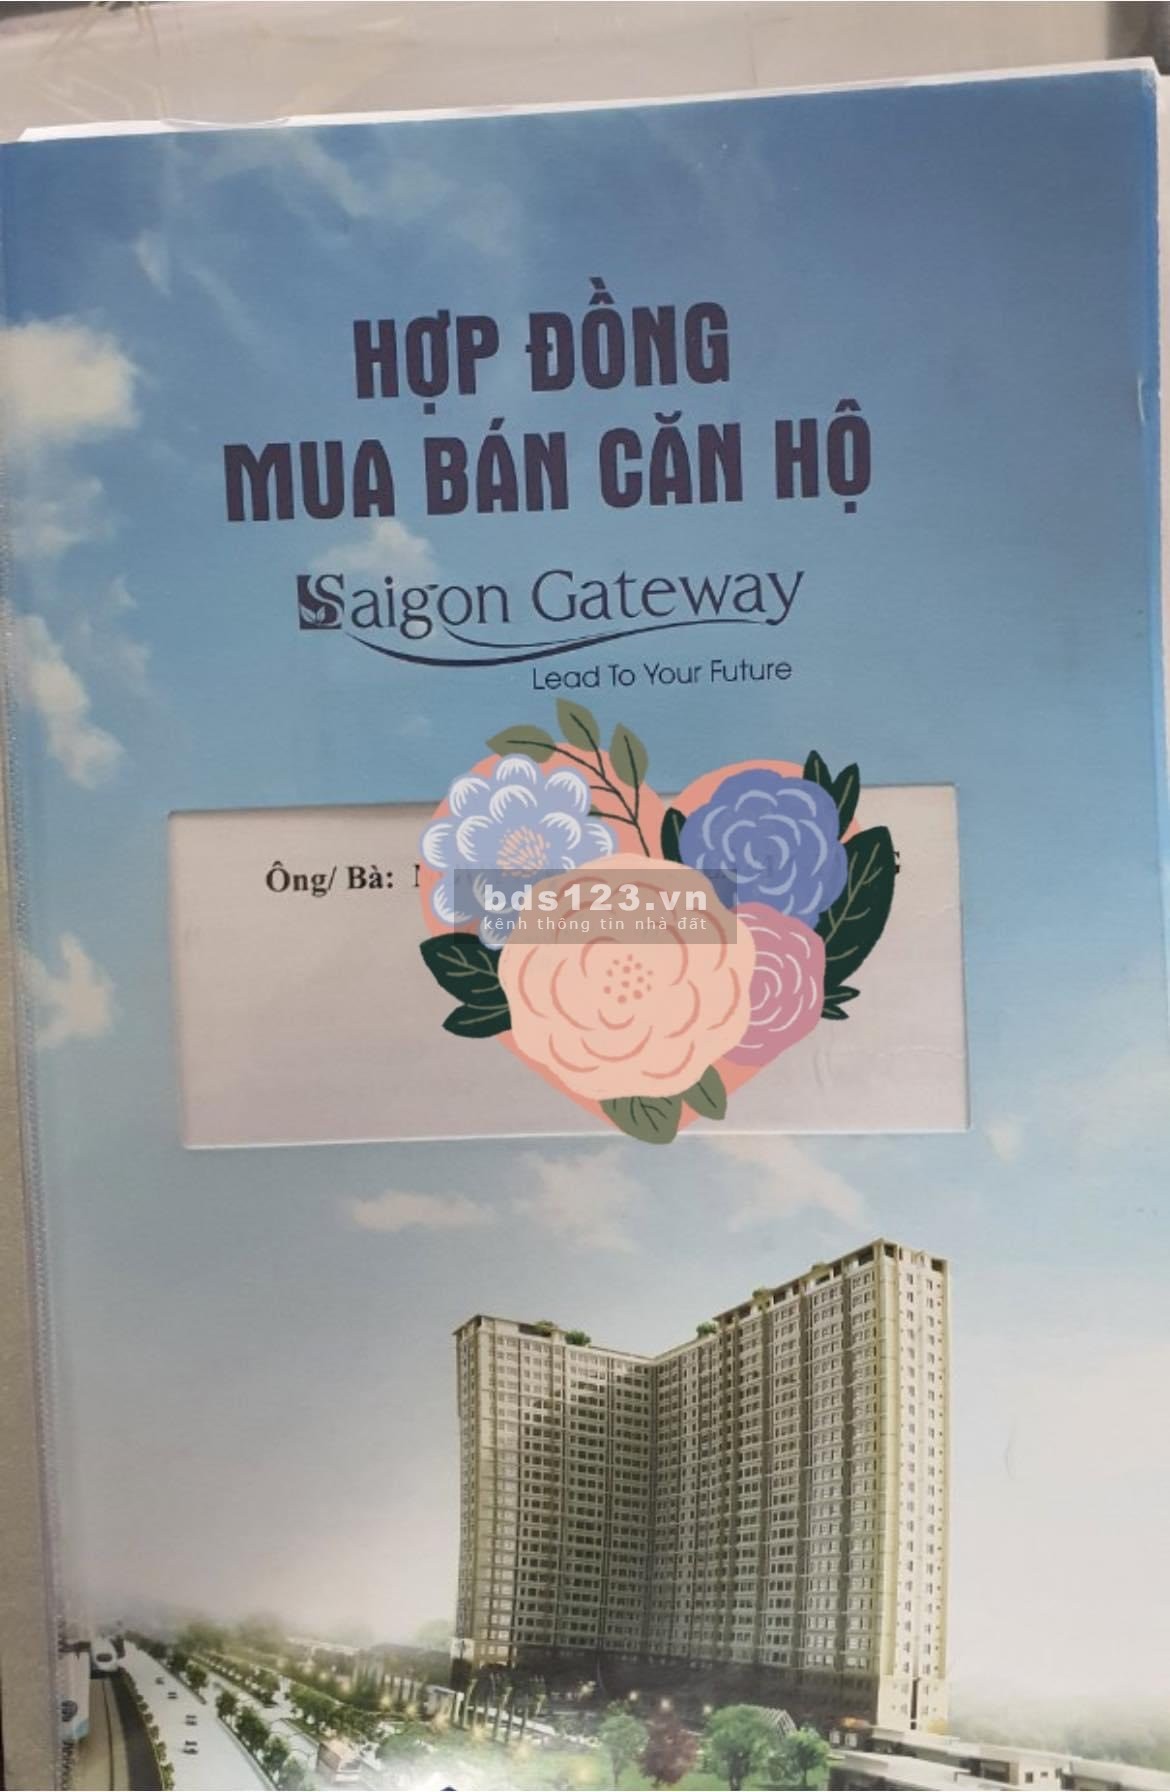 HỢP ĐỒNG
MUA BÁN CĂN HỘ
Saigon Gateway
Lead To Your Future
Ông/ Bà:
bds123.vn
kênh thông tin nhà đất